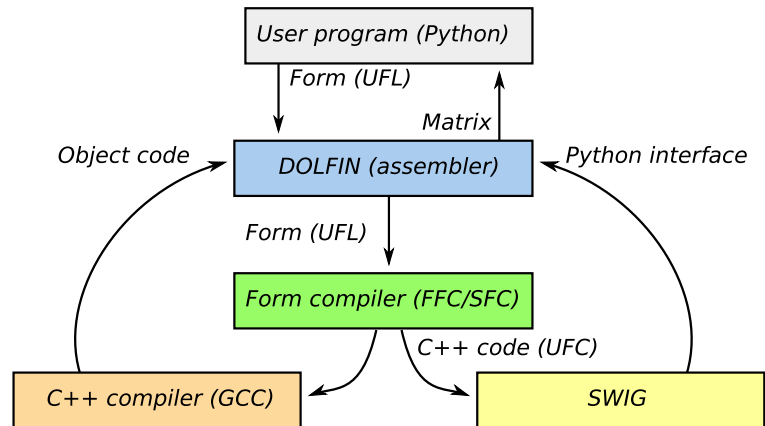 User program (Python)
Form (UFL)
Matrix
Object code
DOLFIN (assembler)
Python interface
Form (UFL)
Form compiler (FFC/SFC)
C++ code (UFC)
C++ compiler (GCC)
SWIG